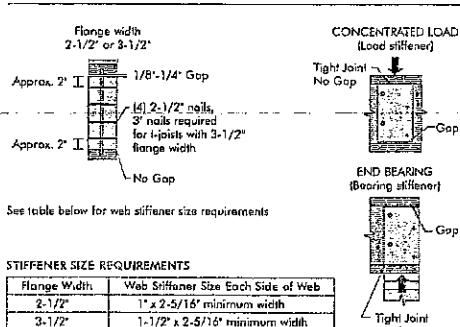 Flange width
2-1/2" or 3-1/2"
Approx. 2"
1/8"-1/4" Gap
(4) 2-1/2" nails,
3" nails required
for I-joists with 3-1/2"
flange width
Approx. 2"
No Gap
See table below for web stiffener size requirements
CONCENTRATED LOAD
(Load stiffener)
Tight Joint
No Gap
Gap
END BEARING
(Bearing stiffener)
Gap
Tight Joint
STIFFENER SIZE REQUIREMENTS
Flange Width Web Stiffener Size Each Side of Web
2-1/2" 1" x 2-5/16" minimum width
3-1/2" 1-1/2" x 2-5/16" minimum width